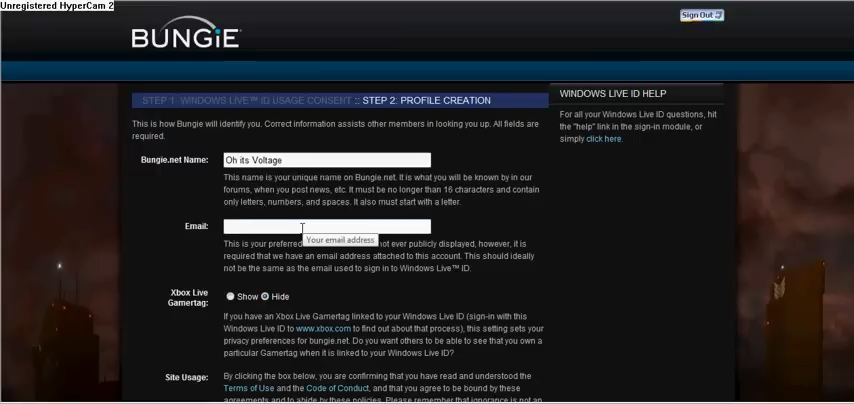 Unregistered HyperCam 2
Sign Out
BUNGiE
STEP 1: WINDOWS LIVE™ ID USAGE CONSENT :: STEP 2: PROFILE CREATION
WINDOWS LIVE ID HELP
This is how Bungie will identify you. Correct information assists other members in looking you up. All fields are
required.
For all your Windows Live ID questions, hit
the "help" link in the sign-in module, or
simply click here.
Bungie.net Name:
Oh its Voltage
This name is your unique name on Bungie.net. It is what you will be known by in our
forums, when you post news, etc. It must be no longer than 16 characters and contain
only letters, numbers, and spaces. It also must start with a letter.
Email:
Your email address
This is your preferred not ever publicly displayed, however, it is
required that we have an email address attached to this account. This should ideally
not be the same as the email used to sign in to Windows Live™ ID.
Xbox Live
Gamertag:
Show Hide
If you have an Xbox Live Gamertag linked to your Windows Live ID (sign-in with this
Windows Live ID to www.xbox.com to find out about that process), this setting sets your
privacy preferences for bungie.net. Do you want others to be able to see that you own a
particular Gamertag when it is linked to your Windows Live ID?
Site Usage:
By clicking the box below, you are confirming that you have read and understood the
Terms of Use and the Code of Conduct, and that you agree to be bound by these
agreements and to abide by these policies. Please remember that ignorance is not an